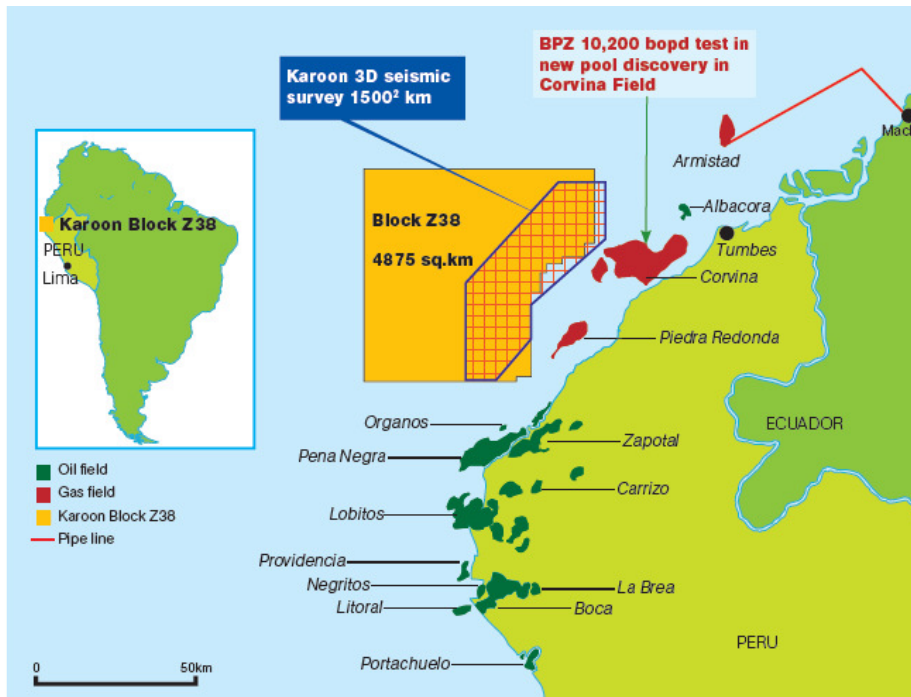 BPZ 10,200 bopd test in
new pool discovery in
Corvina Field
Karoon 3D seismic
survey 1500² km
Mach
Armistad
Karoon Block Z38
PERU
Lima
Block Z38
4875 sq.km
Albacora
Tumbes
Corvina
Piedra Redonda
ECUADOR
Organos
Zapotal
Pena Negra
Oil field
Gas field
Karoon Block Z38
Pipe line
Carrizo
Lobitos
Providencia
Negritos
La Brea
Litoral
Boca
PERU
Portachuelo
0
50km